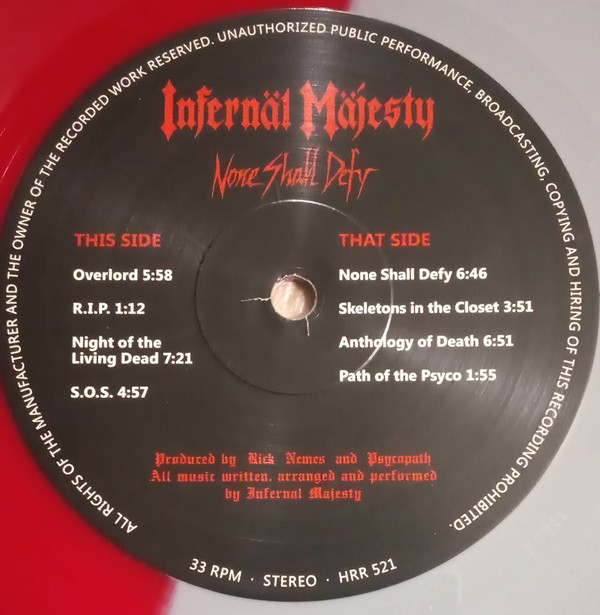 ALL RIGHTS OF THE MANUFACTURER AND THE OWNER OF THE RECORDED WORK RESERVED. UNAUTHORIZED PUBLIC PERFORMANCE, BROADCASTING, COPYING AND HIRING OF THIS RECORDING PROHIBITED.
Infernäl Mäjesty
None Shall Defy
THIS SIDE
Overlord 5:58
R.I.P. 1:12
Night of the
Living Dead 7:21
S.O.S. 4:57
THAT SIDE
None Shall Defy 6:46
Skeletons in the Closet 3:51
Anthology of Death 6:51
Path of the Psyco 1:55
Produced by Rick Nemes and Psycopath
All music written, arranged and performed
by Infernal Majesty
33 RPM · STEREO · HRR 521